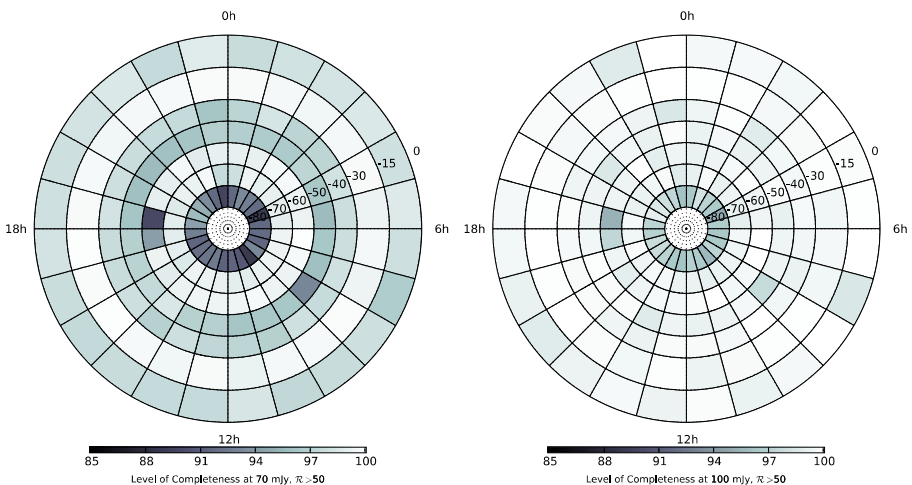 0h
0h
0
-15
-30
-40
-50
-60
-70
-80
0
-15
-30
-40
-50
-60
-70
-80
18h
6h
18h
6h
12h
12h
85 88 91 94 97 100
85 88 91 94 97 100
Level of Completeness at 70 mJy, ℛ >50
Level of Completeness at 100 mJy, ℛ >50